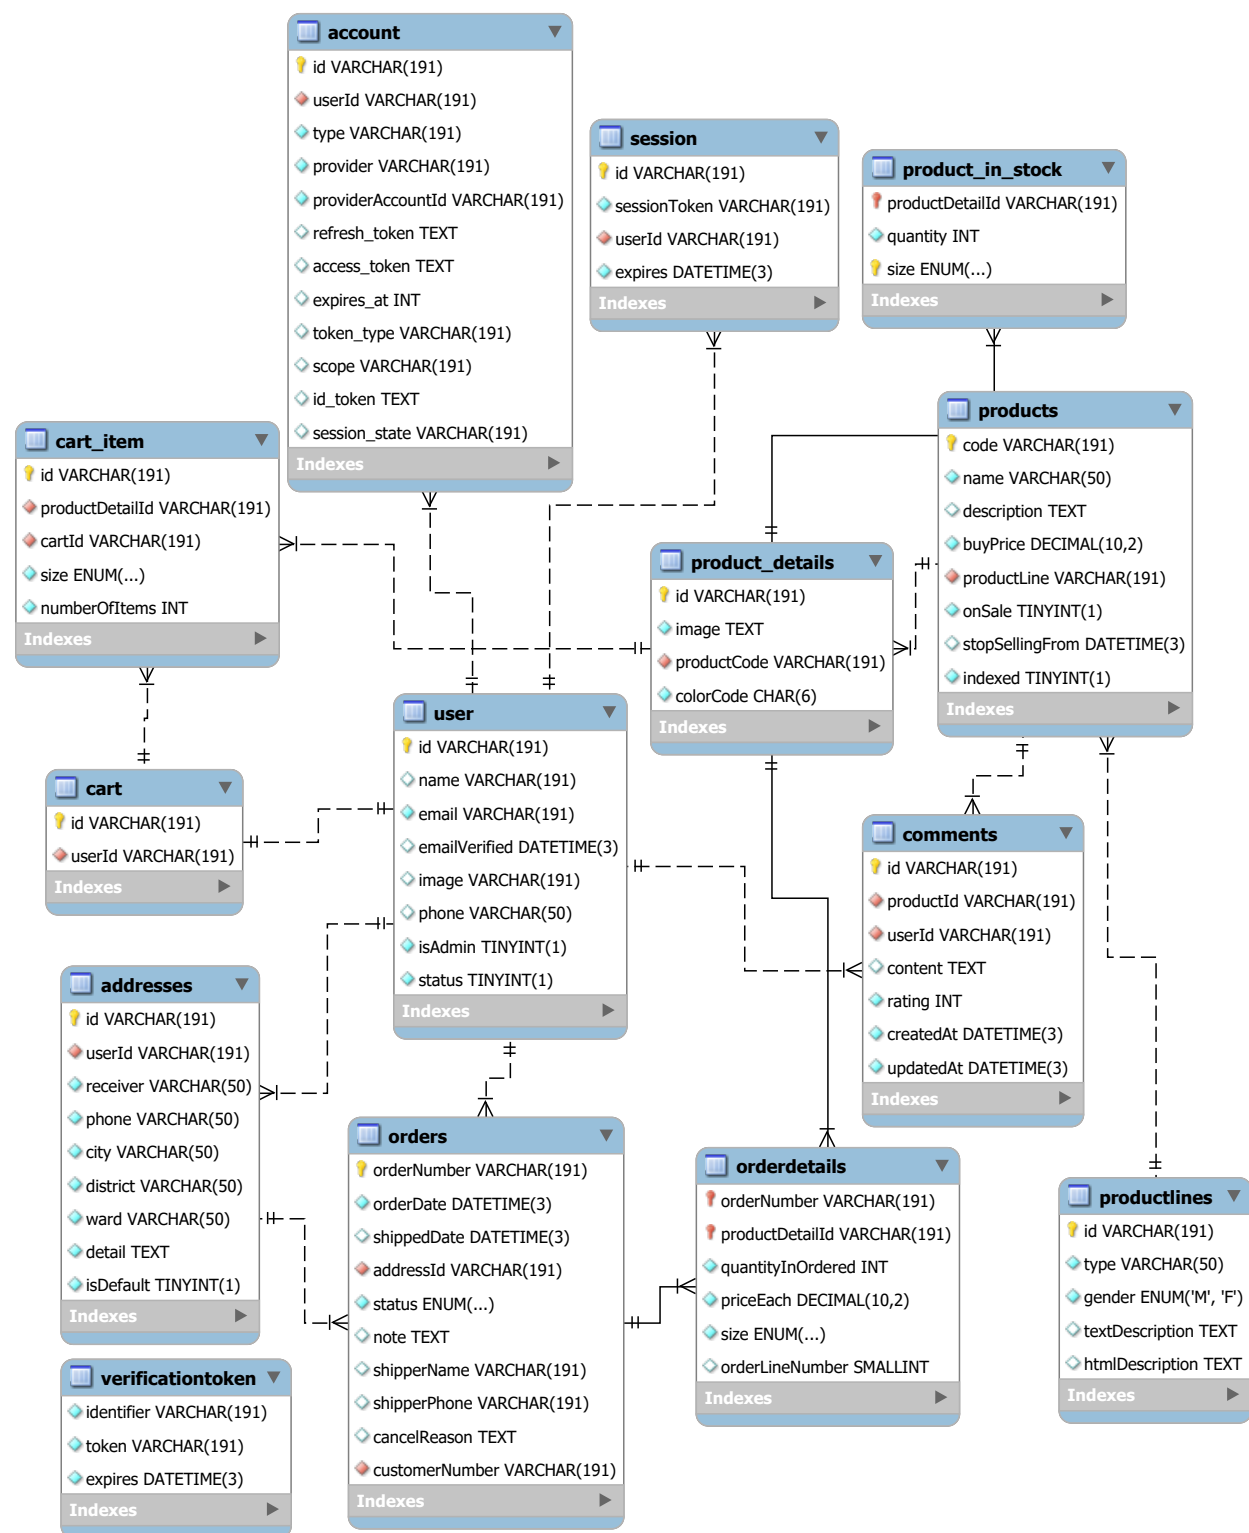 account
id VARCHAR(191)
userId VARCHAR(191)
type VARCHAR(191)
provider VARCHAR(191)
providerAccountId VARCHAR(191)
refresh_token TEXT
access_token TEXT
expires_at INT
token_type VARCHAR(191)
scope VARCHAR(191)
id_token TEXT
session_state VARCHAR(191)
Indexes
session
id VARCHAR(191)
sessionToken VARCHAR(191)
userId VARCHAR(191)
expires DATETIME(3)
Indexes
product_in_stock
productDetailId VARCHAR(191)
quantity INT
size ENUM(...)
Indexes
products
code VARCHAR(191)
name VARCHAR(50)
description TEXT
buyPrice DECIMAL(10,2)
productLine VARCHAR(191)
onSale TINYINT(1)
stopSellingFrom DATETIME(3)
indexed TINYINT(1)
Indexes
cart_item
id VARCHAR(191)
productDetailId VARCHAR(191)
cartId VARCHAR(191)
size ENUM(...)
numberOfItems INT
Indexes
product_details
id VARCHAR(191)
image TEXT
productCode VARCHAR(191)
colorCode CHAR(6)
Indexes
user
id VARCHAR(191)
name VARCHAR(191)
email VARCHAR(191)
emailVerified DATETIME(3)
image VARCHAR(191)
phone VARCHAR(50)
isAdmin TINYINT(1)
status TINYINT(1)
Indexes
cart
id VARCHAR(191)
userId VARCHAR(191)
Indexes
comments
id VARCHAR(191)
productId VARCHAR(191)
userId VARCHAR(191)
content TEXT
rating INT
createdAt DATETIME(3)
updatedAt DATETIME(3)
Indexes
addresses
id VARCHAR(191)
userId VARCHAR(191)
receiver VARCHAR(50)
phone VARCHAR(50)
city VARCHAR(50)
district VARCHAR(50)
ward VARCHAR(50)
detail TEXT
isDefault TINYINT(1)
Indexes
orders
orderNumber VARCHAR(191)
orderDate DATETIME(3)
shippedDate DATETIME(3)
addressId VARCHAR(191)
status ENUM(...)
note TEXT
shipperName VARCHAR(191)
shipperPhone VARCHAR(191)
cancelReason TEXT
customerNumber VARCHAR(191)
Indexes
orderdetails
orderNumber VARCHAR(191)
productDetailId VARCHAR(191)
quantityInOrdered INT
priceEach DECIMAL(10,2)
size ENUM(...)
orderLineNumber SMALLINT
Indexes
productlines
id VARCHAR(191)
type VARCHAR(50)
gender ENUM('M', 'F')
textDescription TEXT
htmlDescription TEXT
Indexes
verificationtoken
identifier VARCHAR(191)
token VARCHAR(191)
expires DATETIME(3)
Indexes